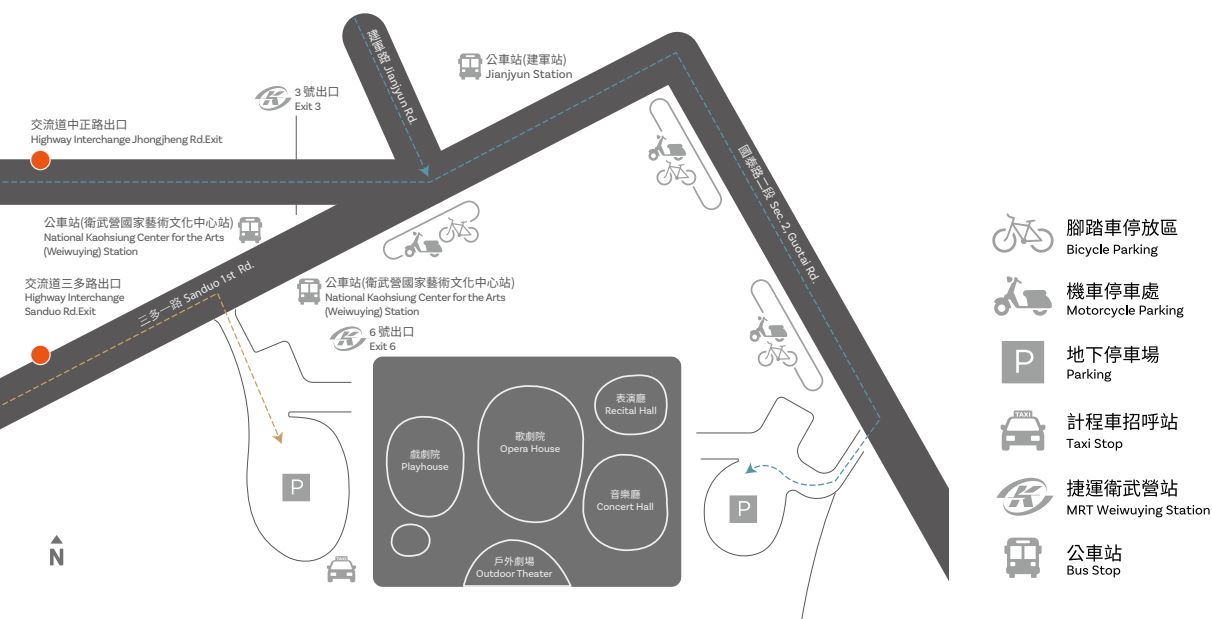 建軍路 Jianjyun Rd.
公車站(建軍站)
Jianjyun Station
3 號出口
Exit 3
交流道中正路出口
Highway Interchange Jhongjheng Rd.Exit
公車站(衛武營國家藝術文化中心站)
National Kaohsiung Center for the Arts
(Weiwuying) Station
交流道三多路出口
Highway Interchange
Sanduo Rd.Exit
三多一路 Sanduo 1st Rd.
公車站(衛武營國家藝術文化中心站)
National Kaohsiung Center for the Arts
(Weiwuying) Station
6 號出口
Exit 6
國泰路二段 Sec. 2, Guotai Rd.
表演廳
Recital Hall
歌劇院
Opera House
戲劇院
Playhouse
音樂廳
Concert Hall
戶外劇場
Outdoor Theater
P
P
TAXI
N
腳踏車停放區
Bicycle Parking
機車停車處
Motorcycle Parking
P
地下停車場
Parking
TAXI
計程車招呼站
Taxi Stop
捷運衛武營站
MRT Weiwuying Station
公車站
Bus Stop